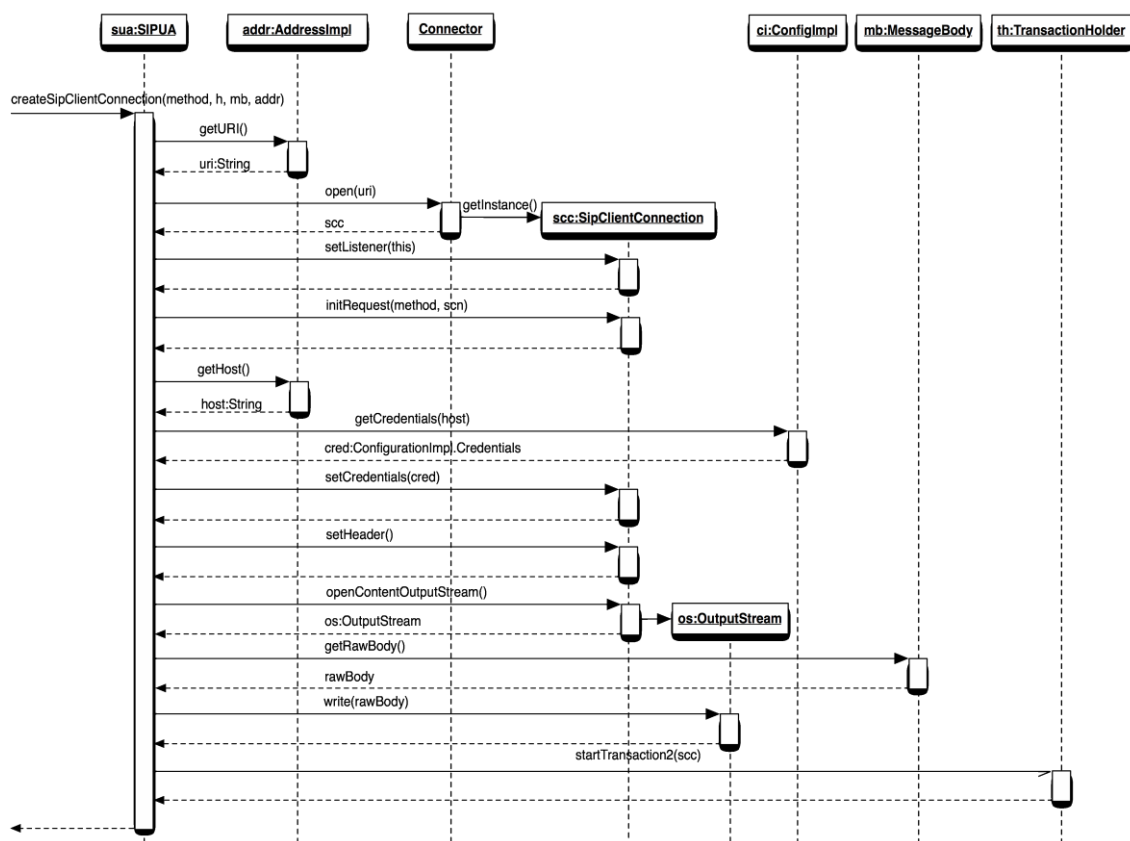 sua:SIPUA
addr:AddressImpl
Connector
ci:ConfigImpl
mb:MessageBody
th:TransactionHolder
createSipClientConnection(method, h, mb, addr)
getURI()
uri:String
open(uri)
getInstance()
scc:SipClientConnection
scc
setListener(this)
initRequest(method, scn)
getHost()
host:String
getCredentials(host)
cred:ConfigurationImpl.Credentials
setCredentials(cred)
setHeader()
openContentOutputStream()
os:OutputStream
os:OutputStream
getRawBody()
rawBody
write(rawBody)
startTransaction2(scc)